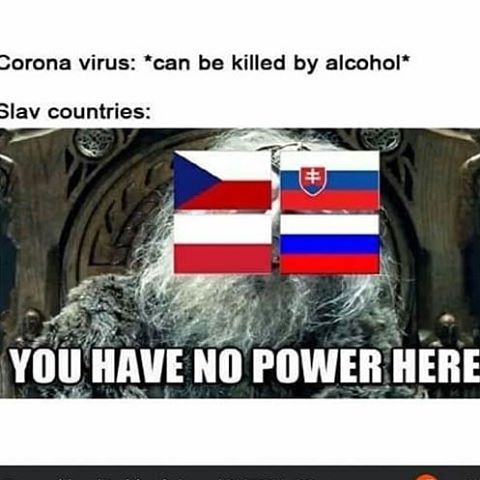 Corona virus: *can be killed by alcohol*
Slav countries:
YOU HAVE NO POWER HERE